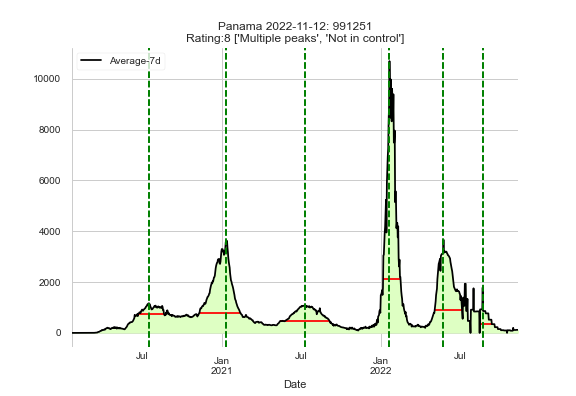 Panama 2022-11-12: 991251
Rating:8 ['Multiple peaks', 'Not in control']
Average-7d
10000
8000
6000
4000
2000
0
Jul
Jan
2021
Jul
Jan
2022
Jul
Date